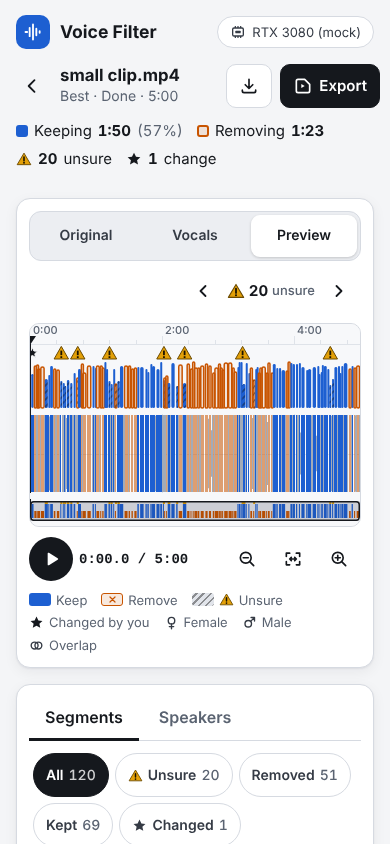 Voice Filter
RTX 3080 (mock)
small clip.mp4
Best · Done · 5:00
Export
Keeping 1:50 (57%) Removing 1:23
20 unsure ★ 1 change
Original Vocals Preview
20 unsure
0:00 2:00 4:00
0:00.0 / 5:00
Keep Remove Unsure
★ Changed by you ♀ Female ♂ Male
Overlap
Segments Speakers
All 120 Unsure 20 Removed 51
Kept 69 ★ Changed 1